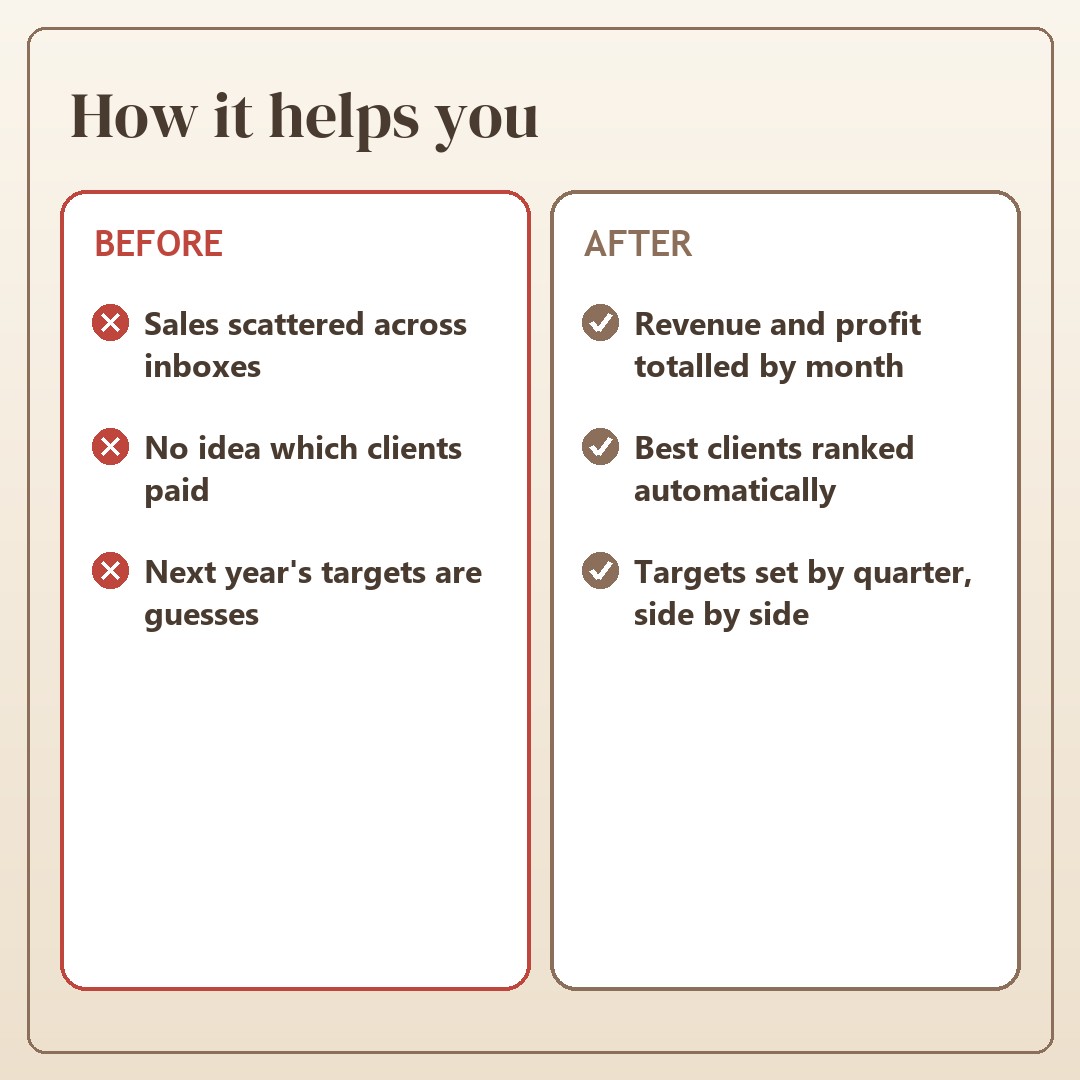 How it helps you
BEFORE
Sales scattered across
inboxes
No idea which clients
paid
Next year's targets are
guesses
AFTER
Revenue and profit
totalled by month
Best clients ranked
automatically
Targets set by quarter,
side by side